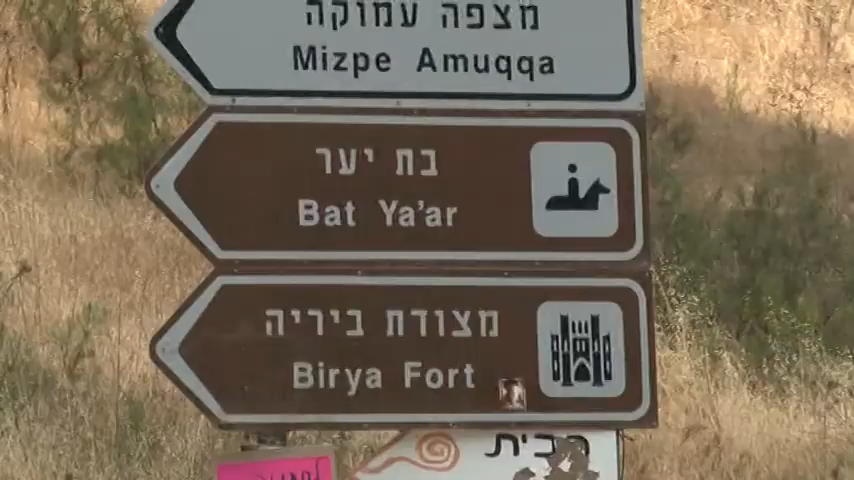 מצפה עמוקה
Mizpe Amuqqa
בת יער
Bat Ya'ar
מצודת ביריה
Birya Fort